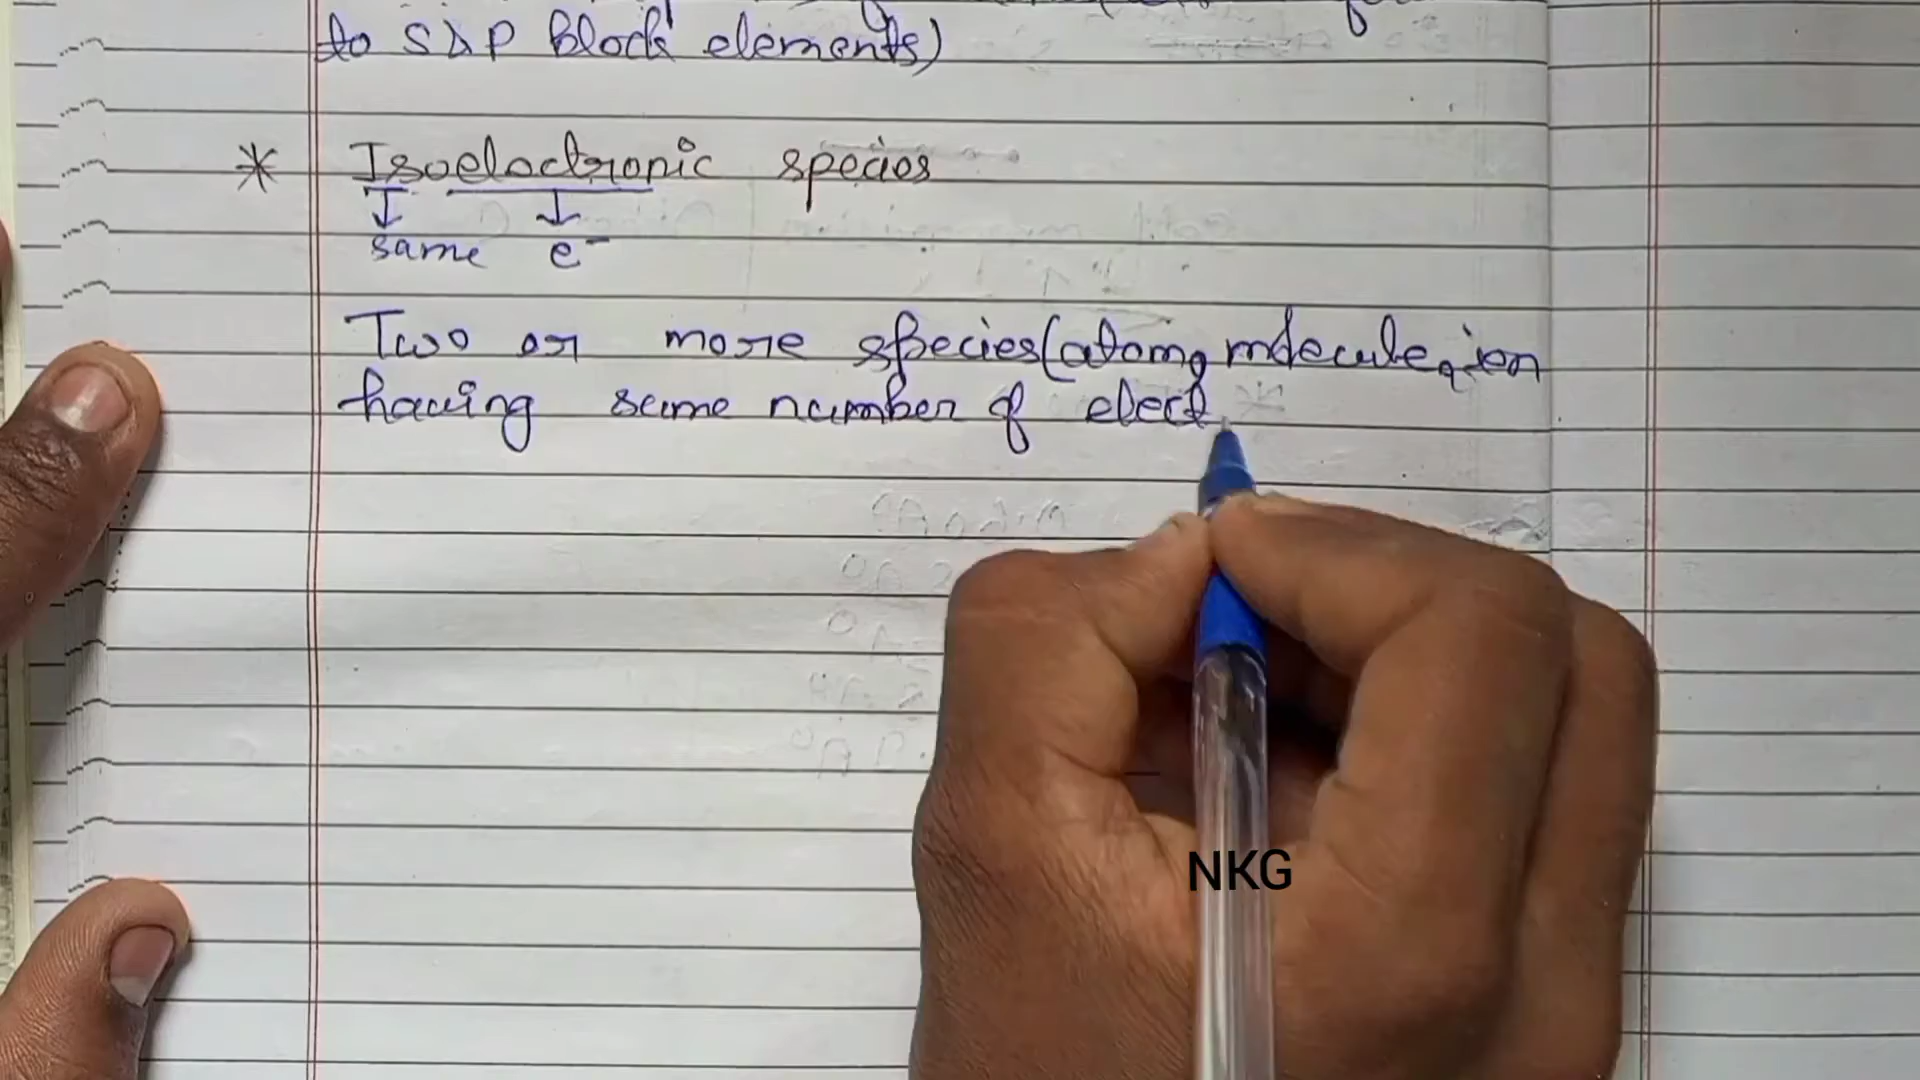 to S & P Block elements)
* Isoelectronic species
same e⁻
Two or more species(atom, molecule, ion
having same number of elect
NKG